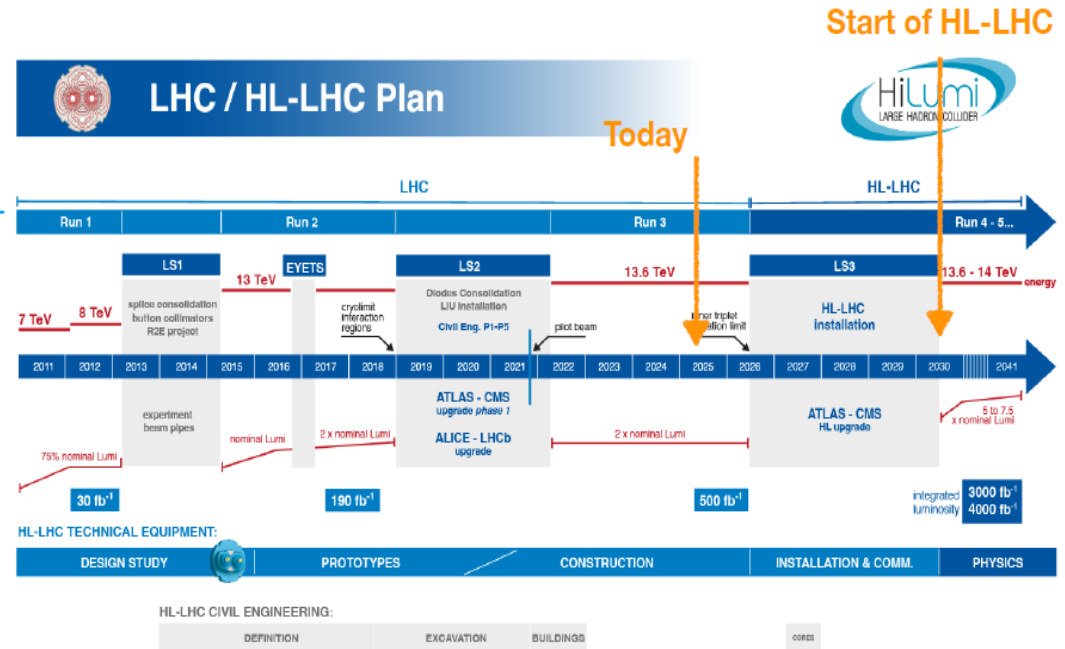 Start of HL-LHC
LHC / HL-LHC Plan
HiLumi
LARGE HADRON COLLIDER
Today
LHC
HL-LHC
Run 1
Run 2
Run 3
Run 4 - 5...
LS1
EYETS
LS2
LS3
13 TeV
13.6 TeV
13.6 - 14 TeV
energy
7 TeV
8 TeV
splice consolidation
button collimators
R2E project
cryolimit
interaction
regions
Diodes Consolidation
LIU Installation
Civil Eng. P1-P5
pilot beam
inner triplet
limit
HL-LHC
installation
2011 2012 2013 2014 2015 2016 2017 2018 2019 2020 2021 2022 2023 2024 2025 2026 2027 2028 2029 2030 2041
experiment
beam pipes
ATLAS - CMS
upgrade phase 1
ALICE - LHCb
upgrade
ATLAS - CMS
HL upgrade
5 to 7.5
x nominal Lumi
75% nominal Lumi
nominal Lumi
2 x nominal Lumi
2 x nominal Lumi
30 fb⁻¹
190 fb⁻¹
500 fb⁻¹
integrated
luminosity
3000 fb⁻¹
4000 fb⁻¹
HL-LHC TECHNICAL EQUIPMENT:
DESIGN STUDY
PROTOTYPES
CONSTRUCTION
INSTALLATION & COMM.
PHYSICS
HL-LHC CIVIL ENGINEERING:
DEFINITION
EXCAVATION
BUILDINGS
CORES